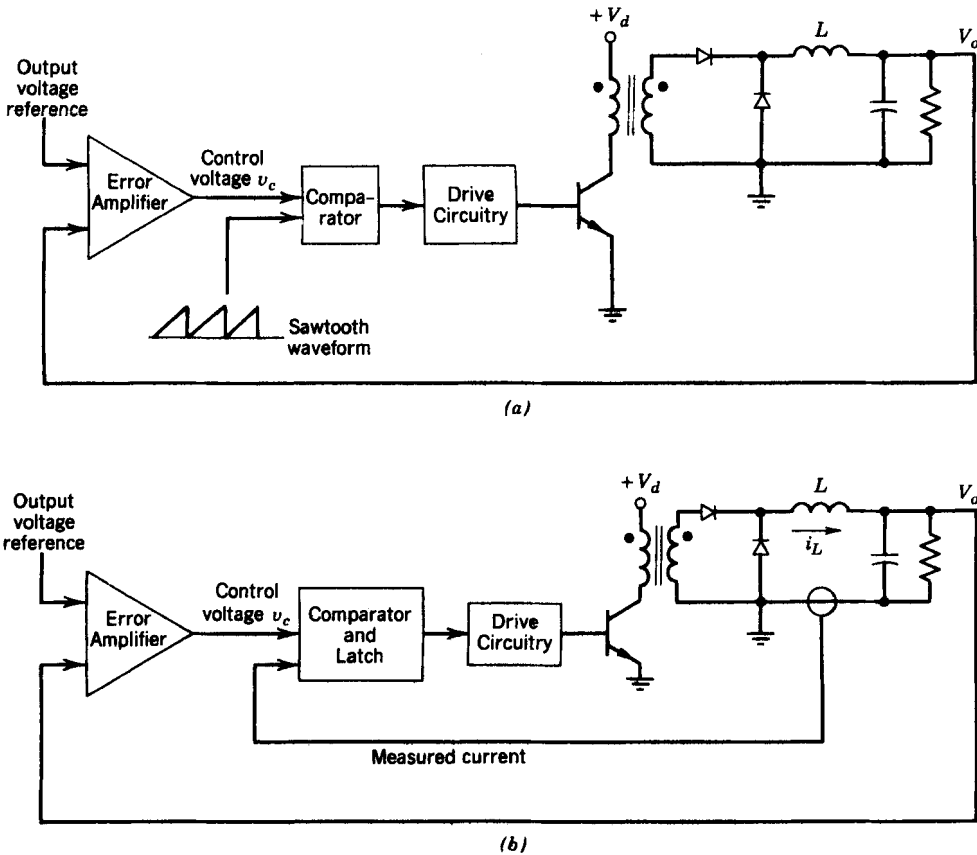 + V_d
L
V_o
Output
voltage
reference
Error
Amplifier
Control
voltage v_c
Compa-
rator
Drive
Circuitry
Sawtooth
waveform
(a)
+ V_d
L
V_o
i_L
Output
voltage
reference
Error
Amplifier
Control
voltage v_c
Comparator
and
Latch
Drive
Circuitry
Measured current
(b)